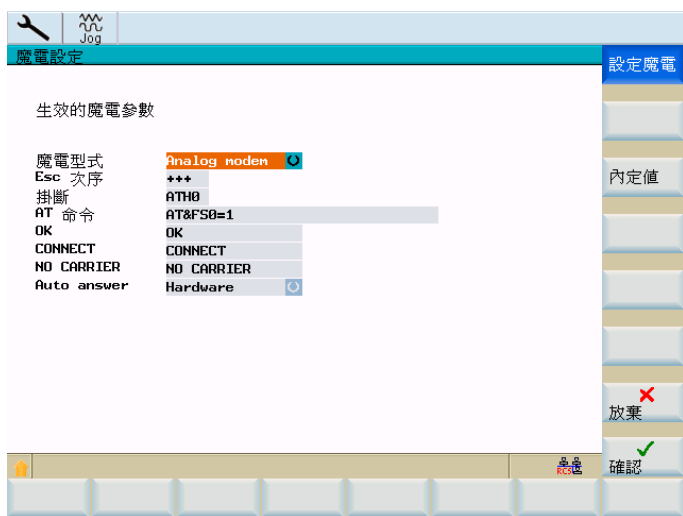 Jog
魔電設定
設定魔電
生效的魔電參數
魔電型式 Analog modem
Esc 次序 +++
掛斷 ATH0
AT 命令 AT&FS0=1
OK OK
CONNECT CONNECT
NO CARRIER NO CARRIER
Auto answer Hardware
內定值
放棄
RCS
確認